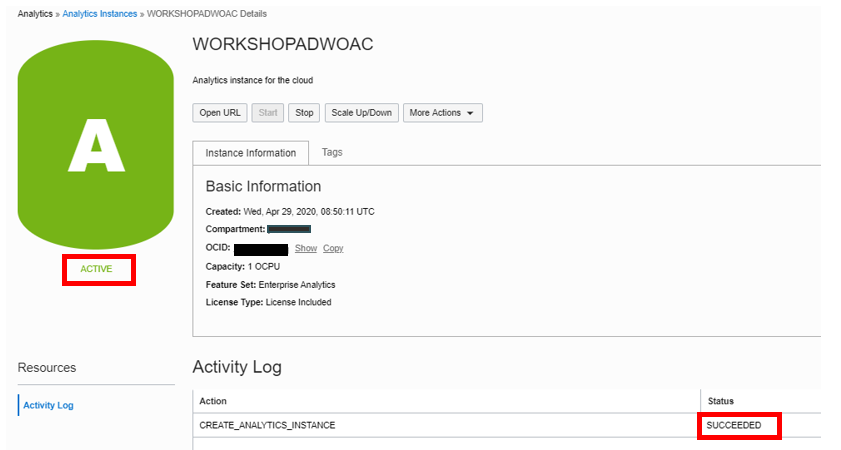 Analytics » Analytics Instances » WORKSHOPADWOAC Details
A
ACTIVE
WORKSHOPADWOAC
Analytics instance for the cloud
Open URL Start Stop Scale Up/Down More Actions
Instance Information Tags
Basic Information
Created: Wed, Apr 29, 2020, 08:50:11 UTC
Compartment:
OCID: Show Copy
Capacity: 1 OCPU
Feature Set: Enterprise Analytics
License Type: License Included
Resources
Activity Log
Activity Log
Action Status
CREATE_ANALYTICS_INSTANCE SUCCEEDED